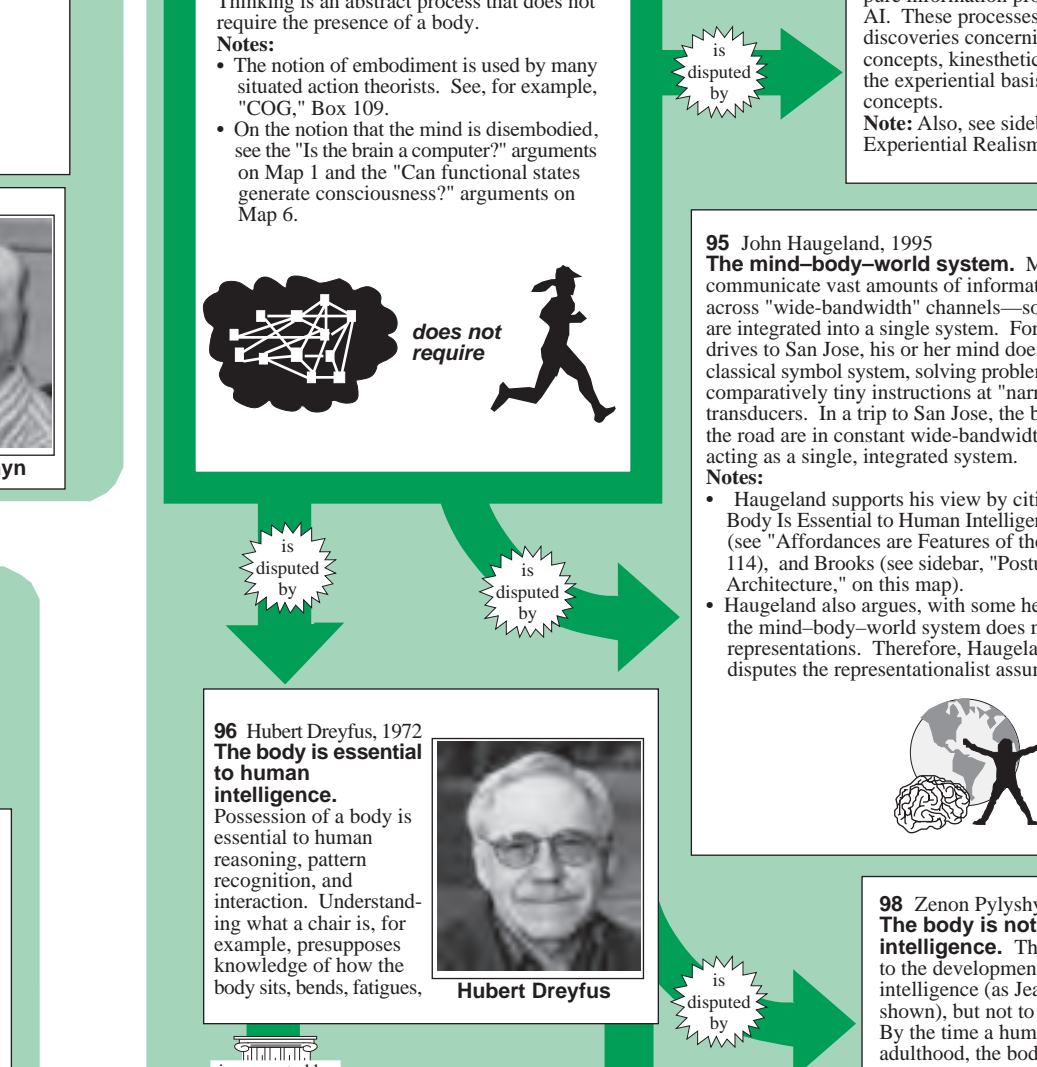 Thinking is an abstract process that does not
require the presence of a body.
Notes:
• The notion of embodiment is used by many
situated action theorists. See, for example,
"COG," Box 109.
• On the notion that the mind is disembodied,
see the "Is the brain a computer?" arguments
on Map 1 and the "Can functional states
generate consciousness?" arguments on
Map 6.
does not
require
is
disputed
by
AI. These processes
discoveries concerni
concepts, kinesthetic
the experiential basis
concepts.
Note: Also, see sideb
Experiential Realism
95 John Haugeland, 1995
The mind–body–world system. M
communicate vast amounts of informat
across "wide-bandwidth" channels—so
are integrated into a single system. For
drives to San Jose, his or her mind doe
classical symbol system, solving problem
comparatively tiny instructions at "narr
transducers. In a trip to San Jose, the b
the road are in constant wide-bandwidt
acting as a single, integrated system.
Notes:
• Haugeland supports his view by citi
Body Is Essential to Human Intelligen
(see "Affordances are Features of the
114), and Brooks (see sidebar, "Postu
Architecture," on this map).
• Haugeland also argues, with some he
the mind–body–world system does n
representations. Therefore, Haugela
disputes the representationalist assum
yn
is
disputed
by
is
disputed
by
96 Hubert Dreyfus, 1972
The body is essential
to human
intelligence.
Possession of a body is
essential to human
reasoning, pattern
recognition, and
interaction. Understand-
ing what a chair is, for
example, presupposes
knowledge of how the
body sits, bends, fatigues,
Hubert Dreyfus
is
disputed
by
98 Zenon Pylyshy
The body is not
intelligence. Th
to the development
intelligence (as Jea
shown), but not to
By the time a hum
adulthood, the bod